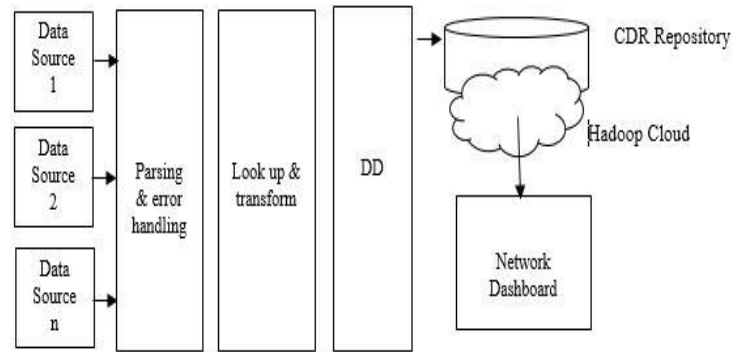 Data
Source
1
Data
Source
2
Data
Source
n
Parsing
& error
handling
Look up &
transform
DD
CDR Repository
Hadoop Cloud
Network
Dashboard